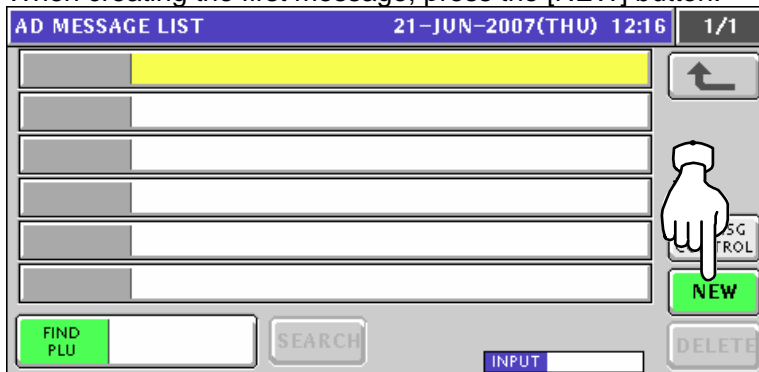 When creating the first message, press the [NEW] button.
AD MESSAGE LIST 21-JUN-2007(THU) 12:16 1/1
NEW
FIND
PLU
SEARCH
INPUT
DELETE